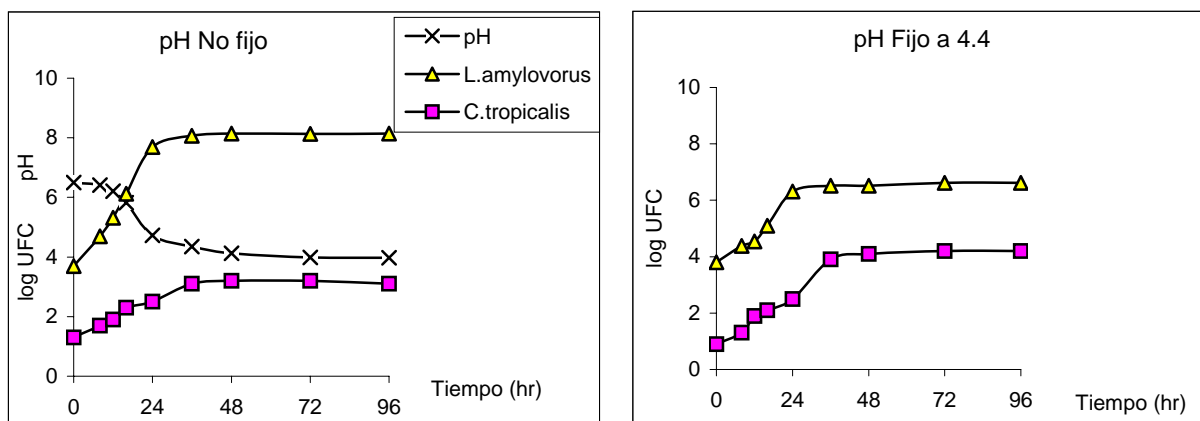 pH No fijo
pH
L.amylovorus
C.tropicalis
10
8
6
4
2
0
log UFC
pH
0 24 48 72 96
Tiempo (hr)
pH Fijo a 4.4
10
8
6
4
2
0
log UFC
0 24 48 72 96
Tiempo (hr)